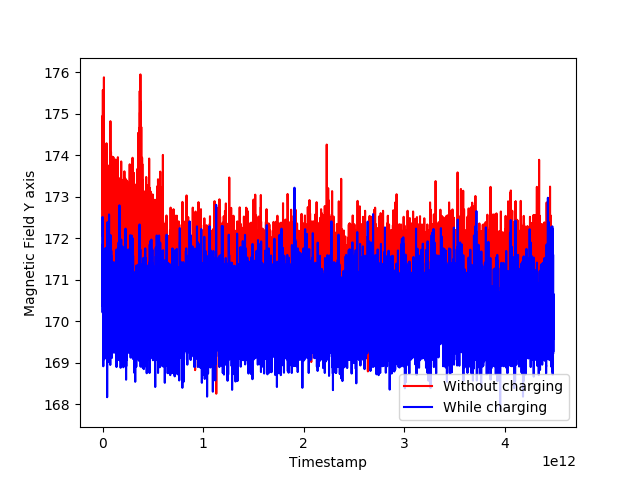 176
175
174
173
172
171
170
169
168
Magnetic Field Y axis
Without charging
While charging
0
1
2
3
4
1e12
Timestamp